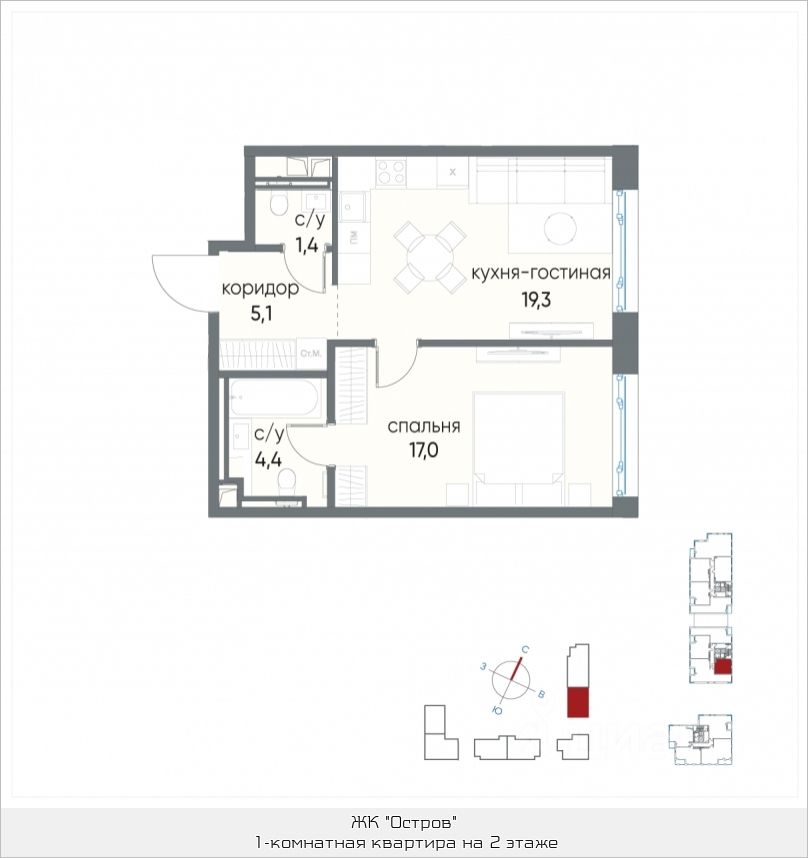 х
с/у
1,4
ПМ
кухня-гостиная
19,3
коридор
5,1
Ст.М.
спальня
17,0
с/у
4,4
С
З
В
Ю
циан
ЖК "Остров"
1-комнатная квартира на 2 этаже